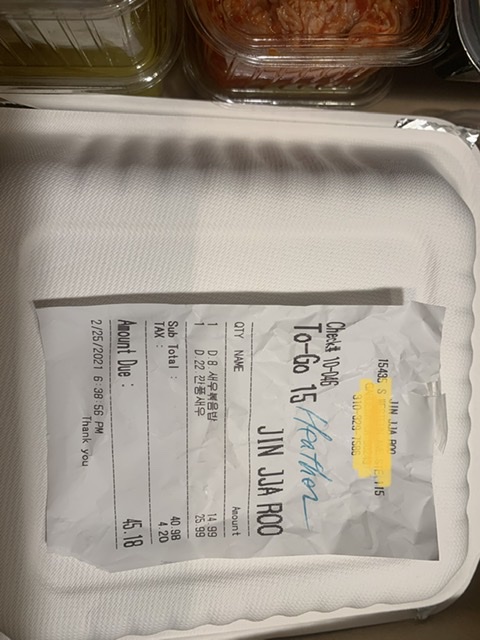 JIN JJA ROO
15435 S
115
Check# 10-046
To-Go 15
Heather
JIN JJA ROO
QTY NAME Amount
1 D 8 새우볶음밥 14.99
1 D 22 깐풍새우 25.99
Sub Total : 40.98
TAX : 4.20
Amount Due : 45.18
2/25/2021 6:38:56 PM
Thank you